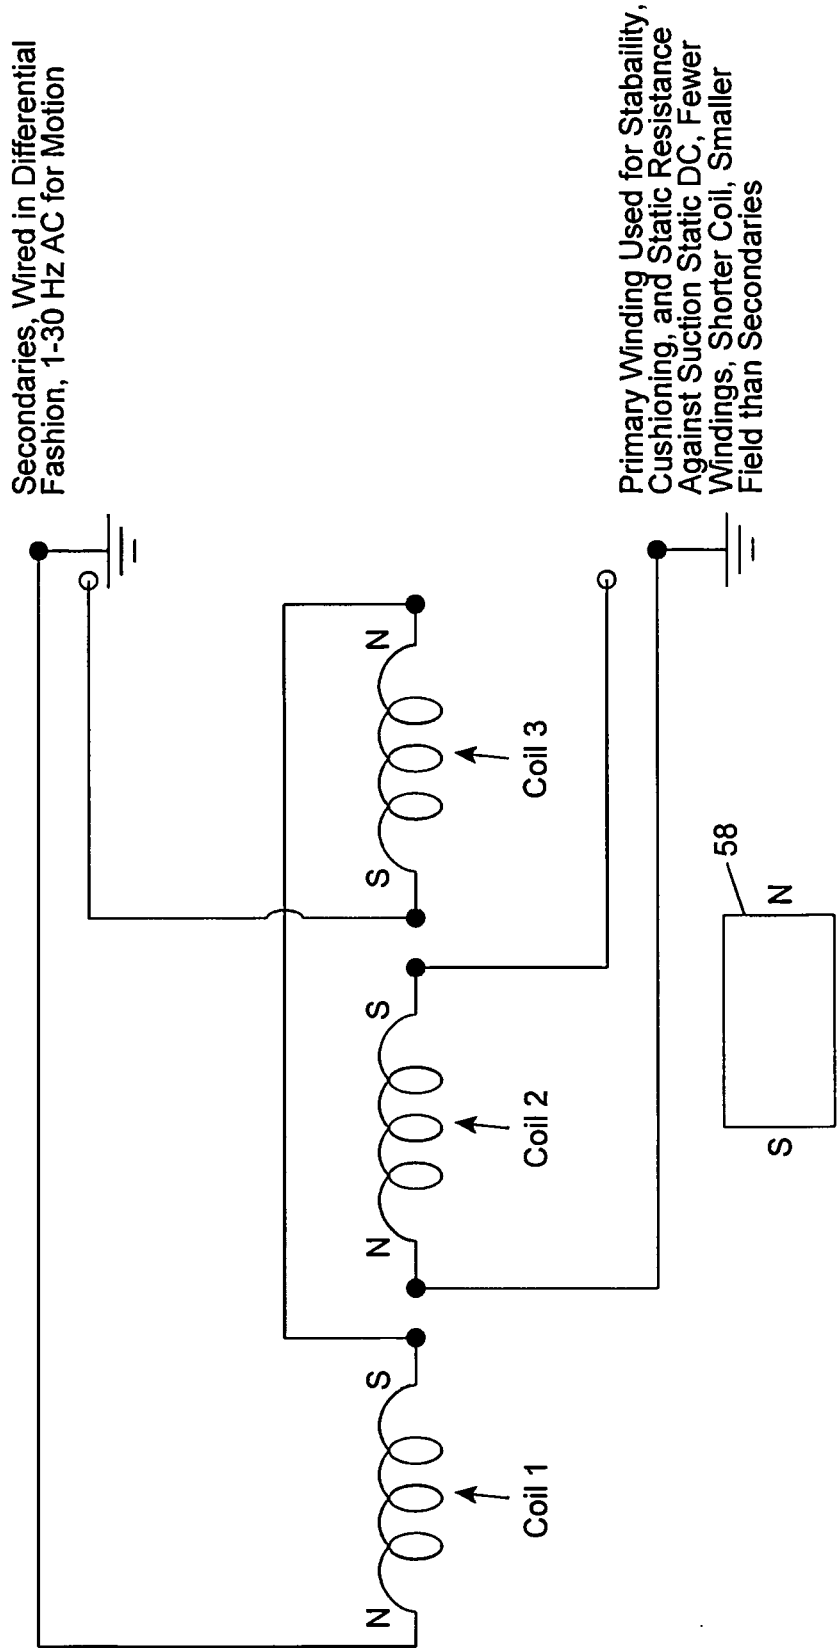 Secondaries, Wired in Differential
Fashion, 1-30 Hz AC for Motion
N
S
Coil 1
N
S
Coil 2
S
N
Coil 3
Primary Winding Used for Stabaility,
Cushioning, and Static Resistance
Against Suction Static DC, Fewer
Windings, Shorter Coil, Smaller
Field than Secondaries
S
N
58